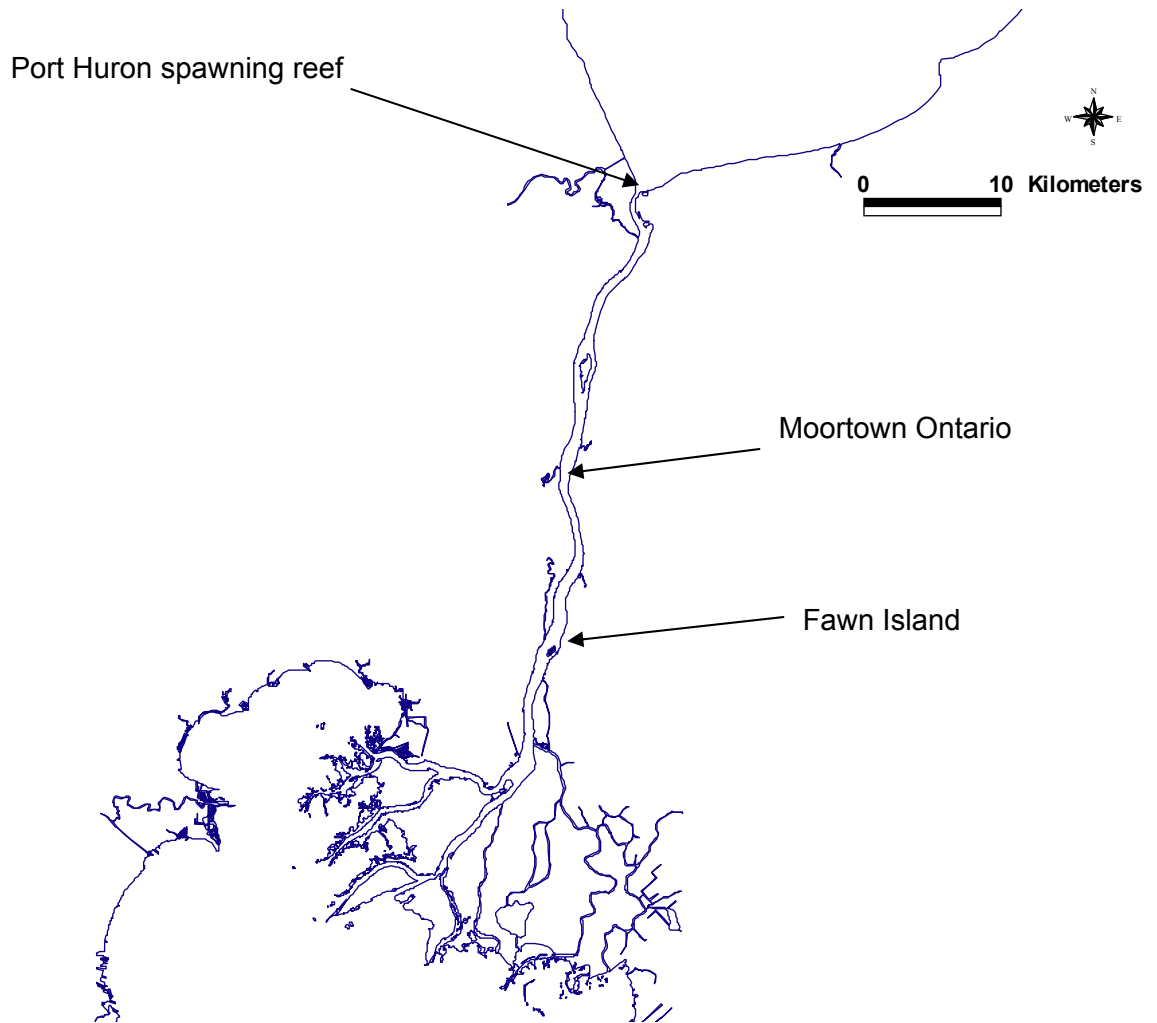 Port Huron spawning reef
N
W E
S
0 10 Kilometers
Moortown Ontario
Fawn Island